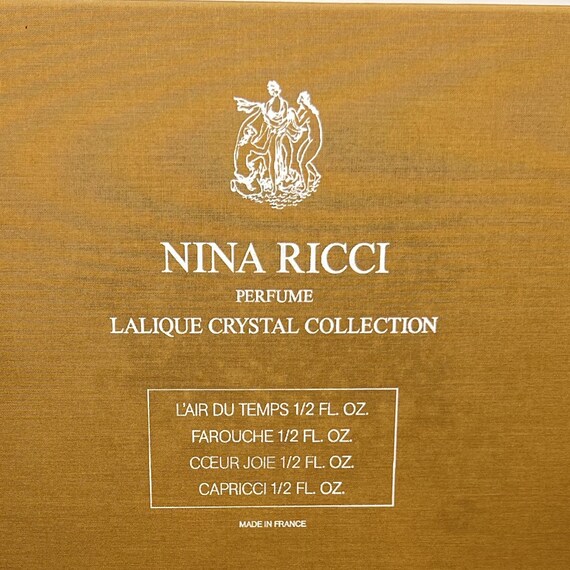 NINA RICCI
PERFUME
LALIQUE CRYSTAL COLLECTION
L'AIR DU TEMPS 1/2 FL. OZ.
FAROUCHE 1/2 FL. OZ.
CŒUR JOIE 1/2 FL. OZ.
CAPRICCI 1/2 FL. OZ.
MADE IN FRANCE